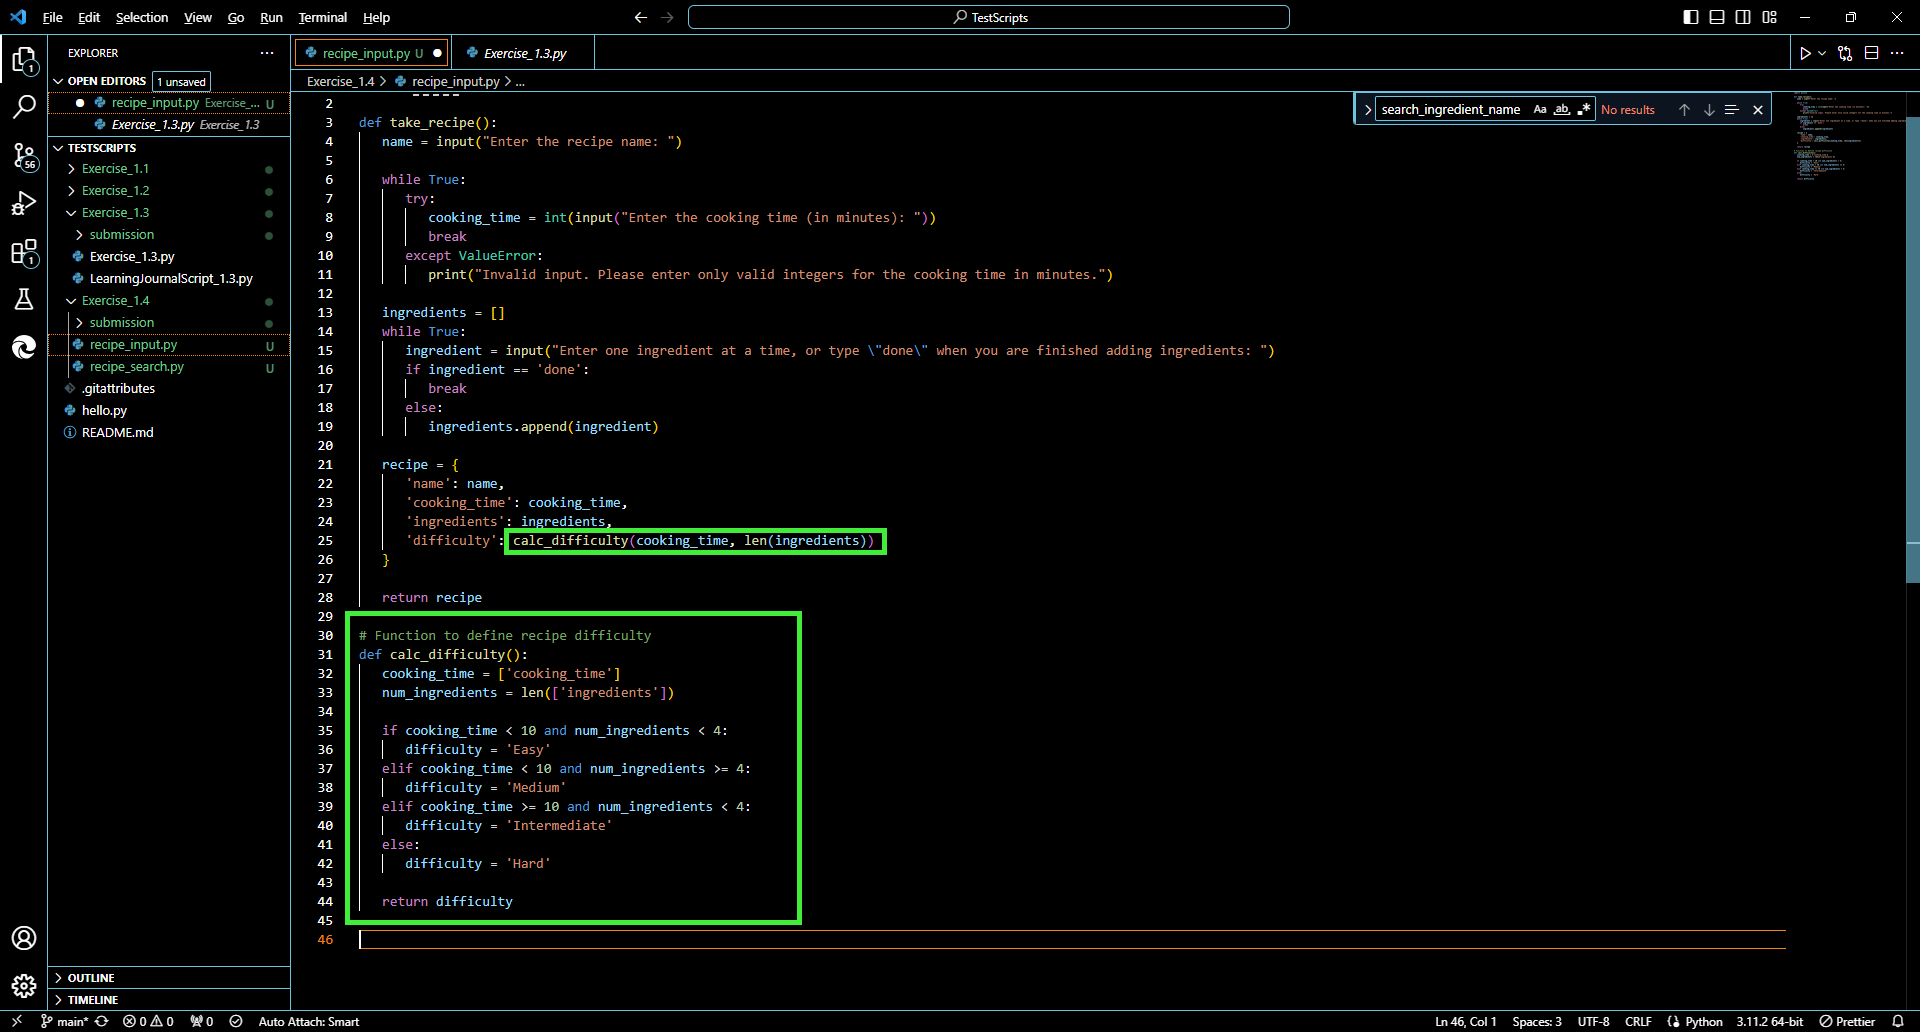 File Edit Selection View Go Run Terminal Help
TestScripts
EXPLORER
OPEN EDITORS 1 unsaved
recipe_input.py Exercise_... U
Exercise_1.3.py Exercise_1.3
TESTSCRIPTS
Exercise_1.1
Exercise_1.2
Exercise_1.3
submission
Exercise_1.3.py
LearningJournalScript_1.3.py
Exercise_1.4
submission
recipe_input.py U
recipe_search.py U
.gitattributes
hello.py
README.md
OUTLINE
TIMELINE
1
56
1
recipe_input.py U
Exercise_1.3.py
Exercise_1.4 > recipe_input.py > ...
search_ingredient_name Aa ab .* No results
2
3 def take_recipe():
4 name = input("Enter the recipe name: ")
5
6 while True:
7 try:
8 cooking_time = int(input("Enter the cooking time (in minutes): "))
9 break
10 except ValueError:
11 print("Invalid input. Please enter only valid integers for the cooking time in minutes.")
12
13 ingredients = []
14 while True:
15 ingredient = input("Enter one ingredient at a time, or type \"done\" when you are finished adding ingredients: ")
16 if ingredient == 'done':
17 break
18 else:
19 ingredients.append(ingredient)
20
21 recipe = {
22 'name': name,
23 'cooking_time': cooking_time,
24 'ingredients': ingredients,
25 'difficulty': calc_difficulty(cooking_time, len(ingredients))
26 }
27
28 return recipe
29
30 # Function to define recipe difficulty
31 def calc_difficulty():
32 cooking_time = ['cooking_time']
33 num_ingredients = len(['ingredients'])
34
35 if cooking_time < 10 and num_ingredients < 4:
36 difficulty = 'Easy'
37 elif cooking_time < 10 and num_ingredients >= 4:
38 difficulty = 'Medium'
39 elif cooking_time >= 10 and num_ingredients < 4:
40 difficulty = 'Intermediate'
41 else:
42 difficulty = 'Hard'
43
44 return difficulty
45
46
main* 0 0 0 Auto Attach: Smart
Ln 46, Col 1 Spaces: 3 UTF-8 CRLF Python 3.11.2 64-bit Prettier